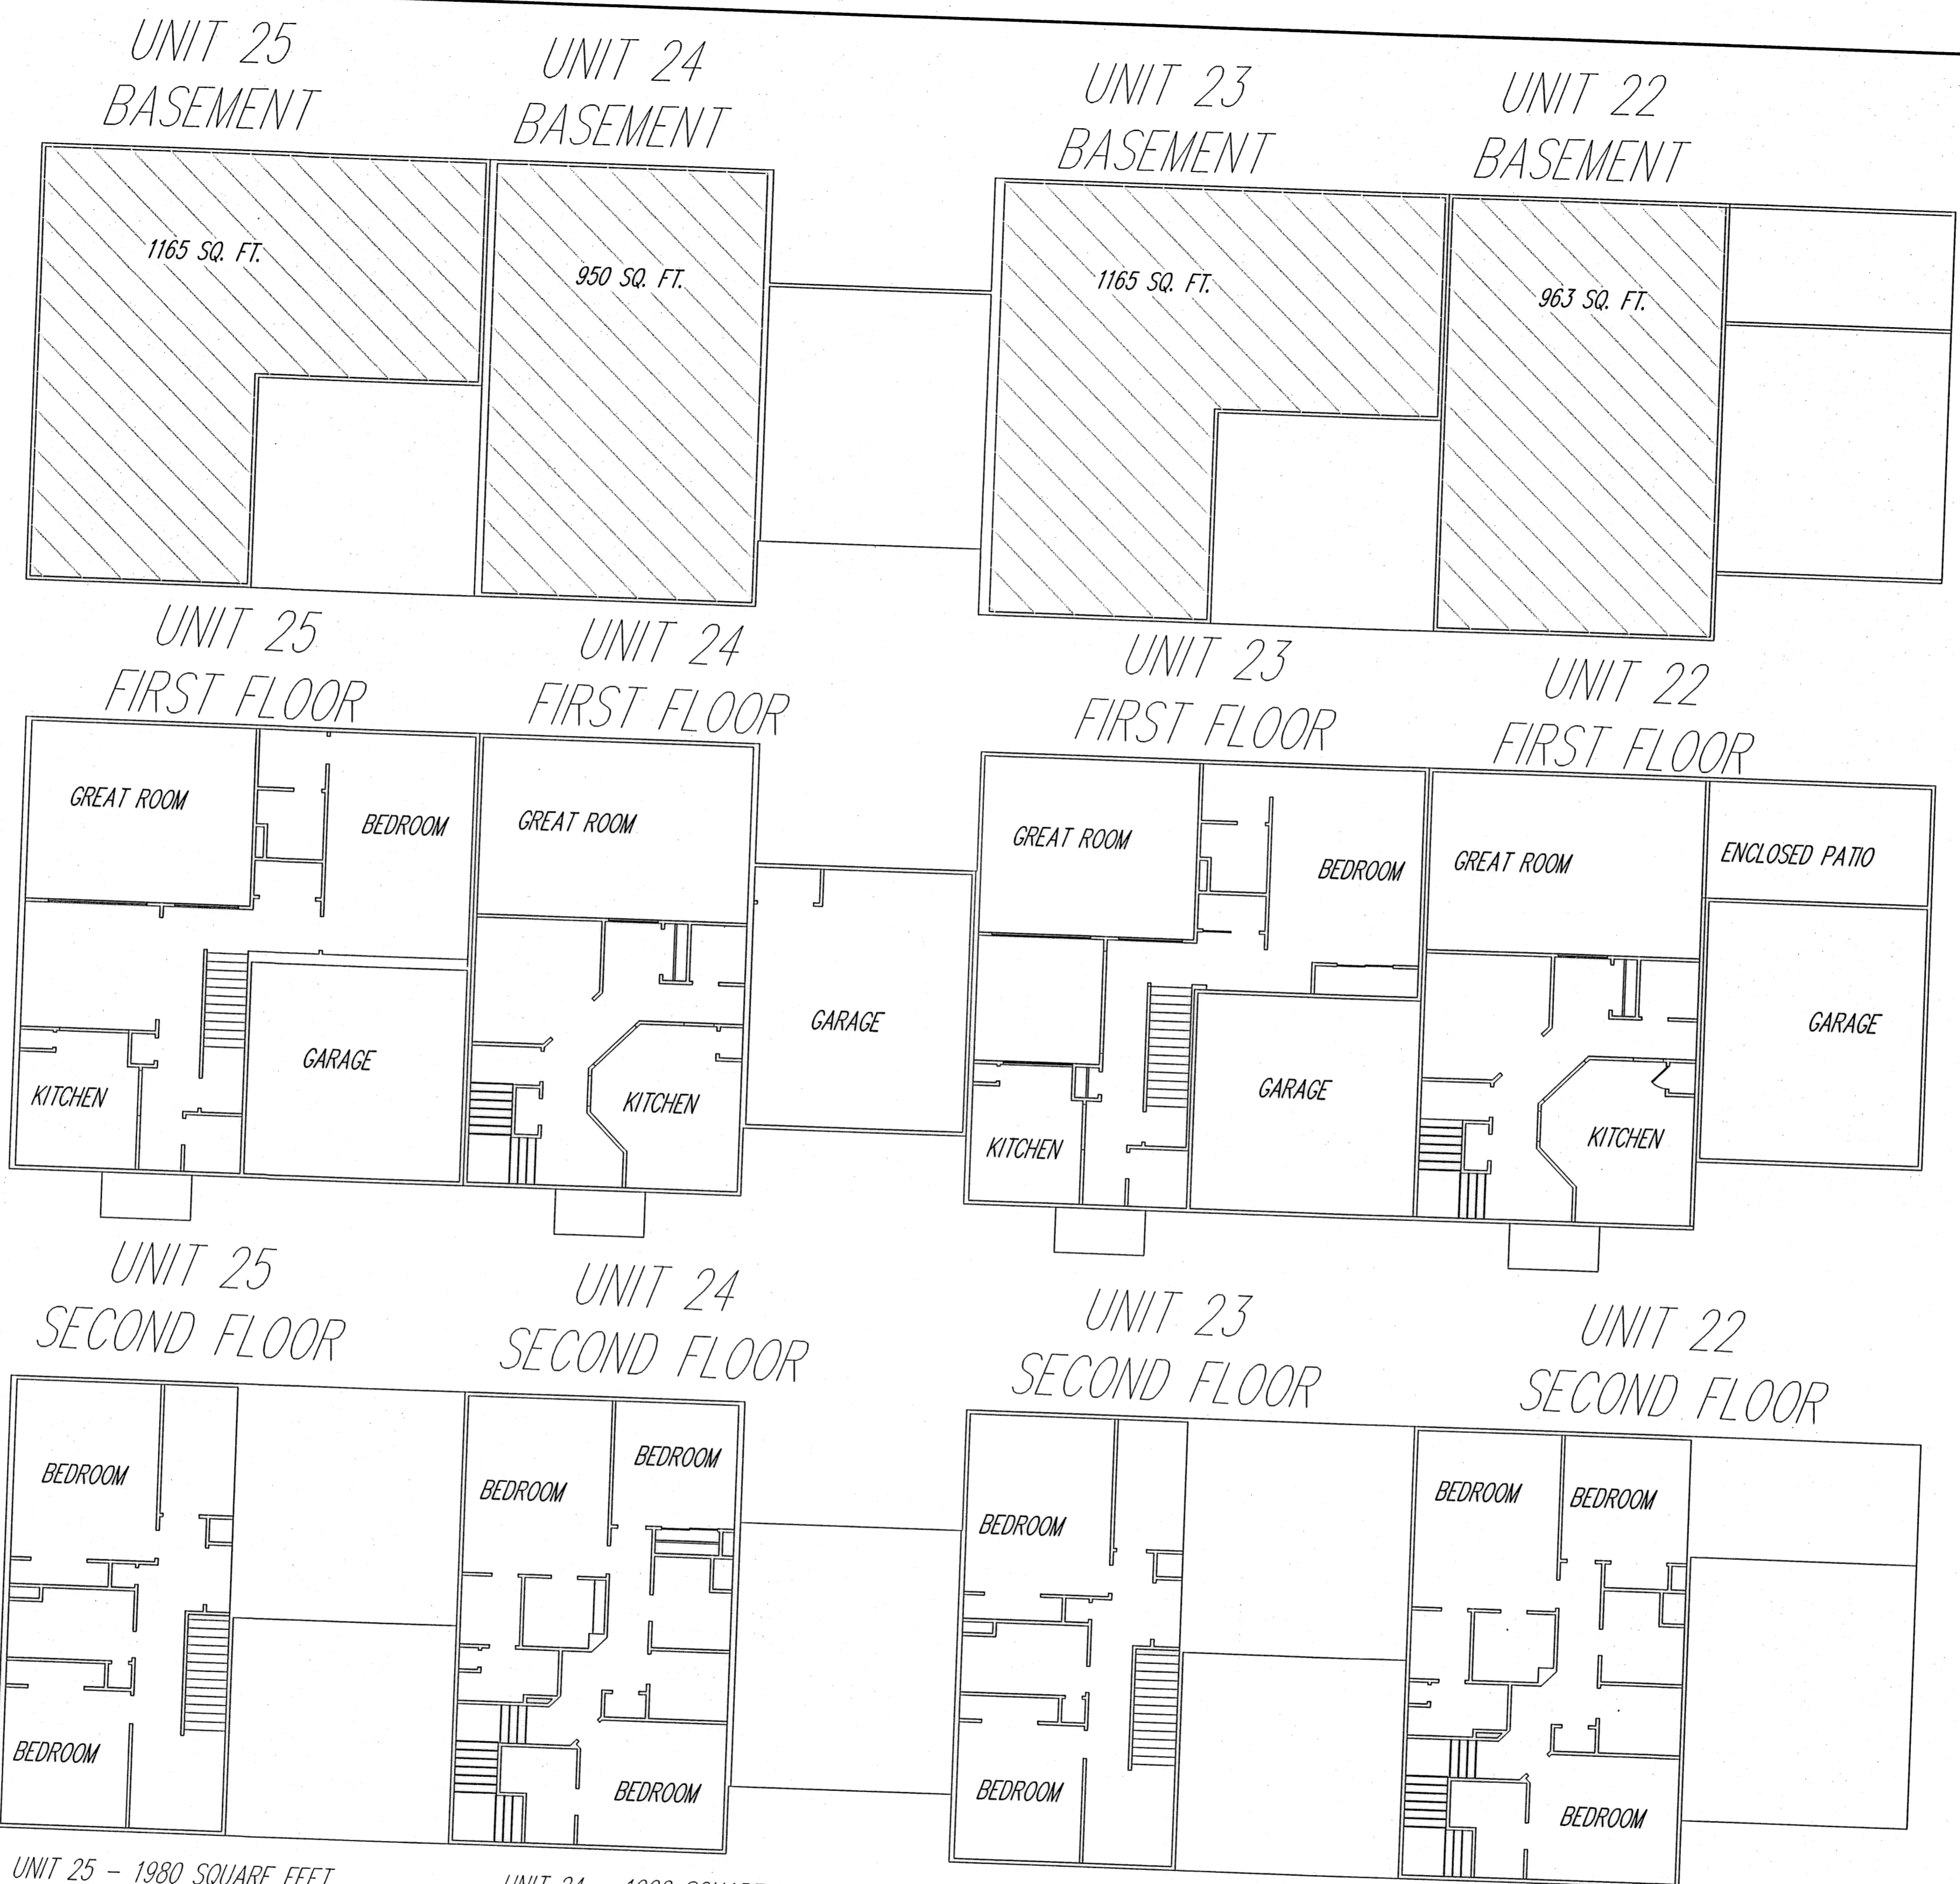 UNIT 25
BASEMENT
UNIT 24
BASEMENT
UNIT 23
BASEMENT
UNIT 22
BASEMENT
1165 SQ. FT.
950 SQ. FT.
1165 SQ. FT.
963 SQ. FT.
UNIT 25
FIRST FLOOR
UNIT 24
FIRST FLOOR
UNIT 23
FIRST FLOOR
UNIT 22
FIRST FLOOR
GREAT ROOM
BEDROOM
GREAT ROOM
GREAT ROOM
BEDROOM
GREAT ROOM
ENCLOSED PATIO
KITCHEN
GARAGE
KITCHEN
GARAGE
KITCHEN
GARAGE
KITCHEN
GARAGE
UNIT 25
SECOND FLOOR
UNIT 24
SECOND FLOOR
UNIT 23
SECOND FLOOR
UNIT 22
SECOND FLOOR
BEDROOM
BEDROOM
BEDROOM
BEDROOM
BEDROOM
BEDROOM
BEDROOM
BEDROOM
BEDROOM
BEDROOM
UNIT 25 - 1980 SQUARE FEET